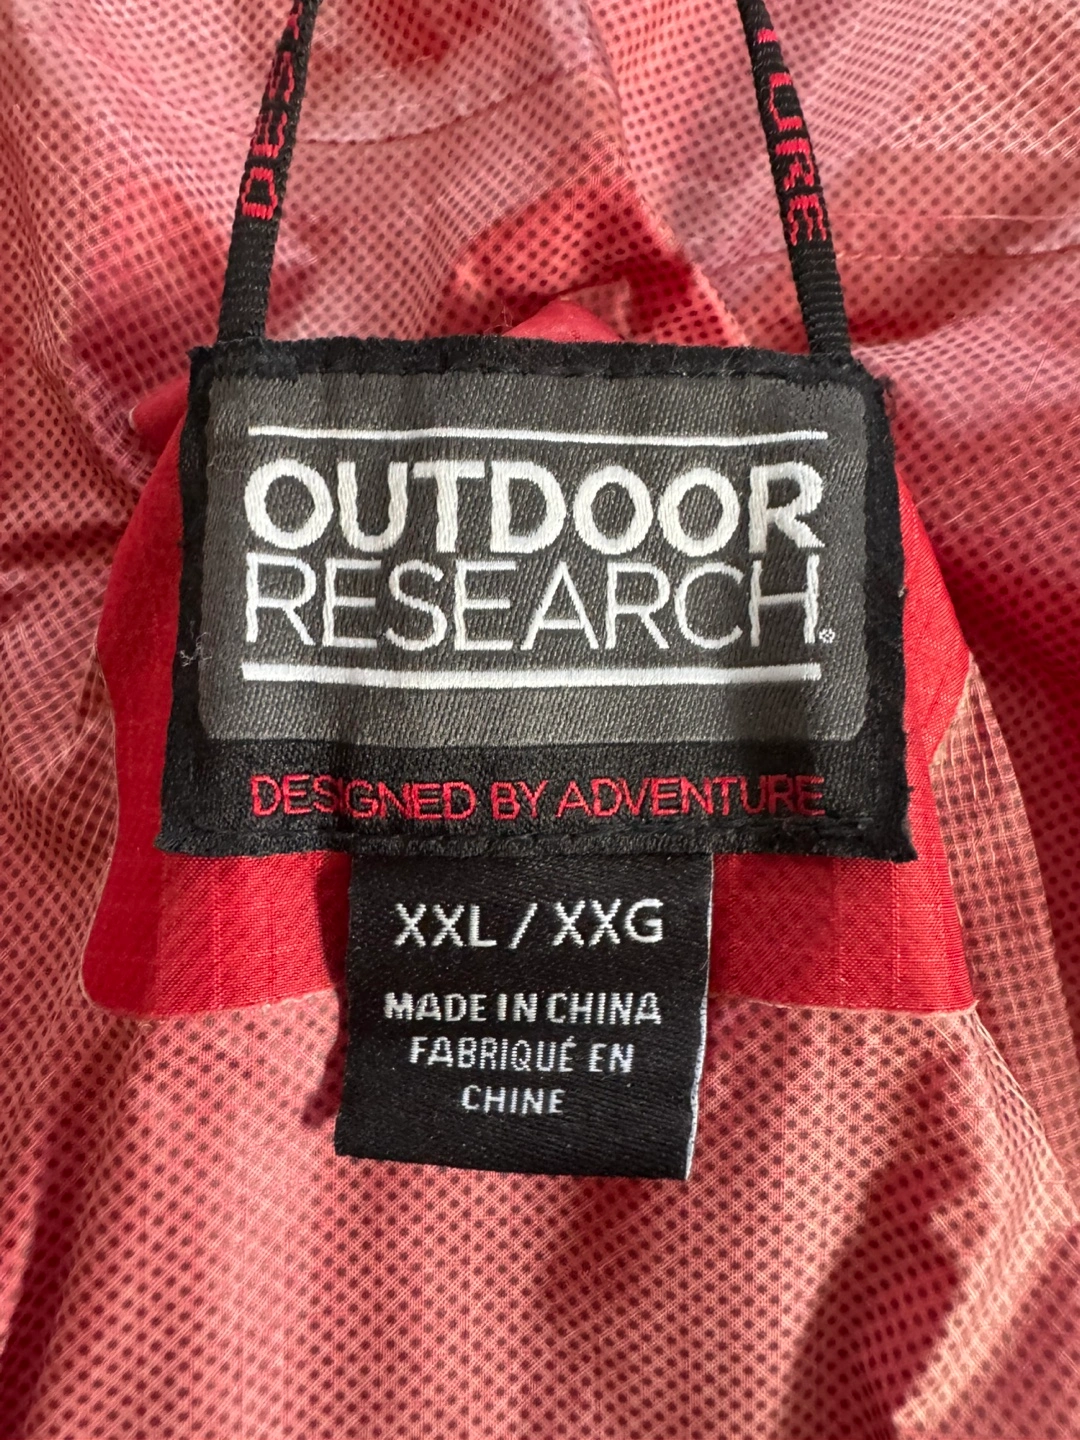 OUTDOOR
RESEARCH®
DESIGNED BY ADVENTURE
XXL / XXG
MADE IN CHINA
FABRIQUÉ EN
CHINE